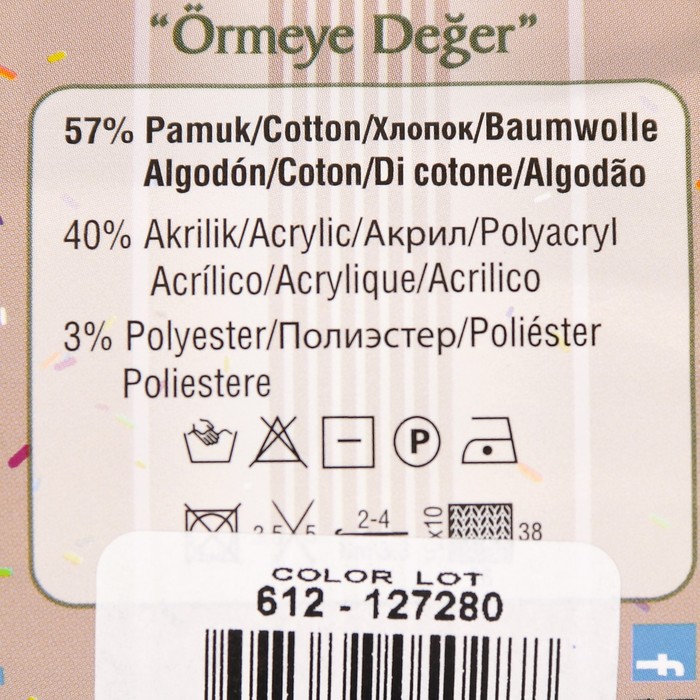 “Örmeye Değer”
57% Pamuk/Cotton/Хлопок/Baumwolle
Algodón/Coton/Di cotone/Algodão
40% Akrilik/Acrylic/Акрил/Polyacryl
Acrílico/Acrylique/Acrilico
3% Polyester/Полиэстер/Poliéster
Poliestere
P
2-4 x10 38
COLOR LOT
612 - 127280